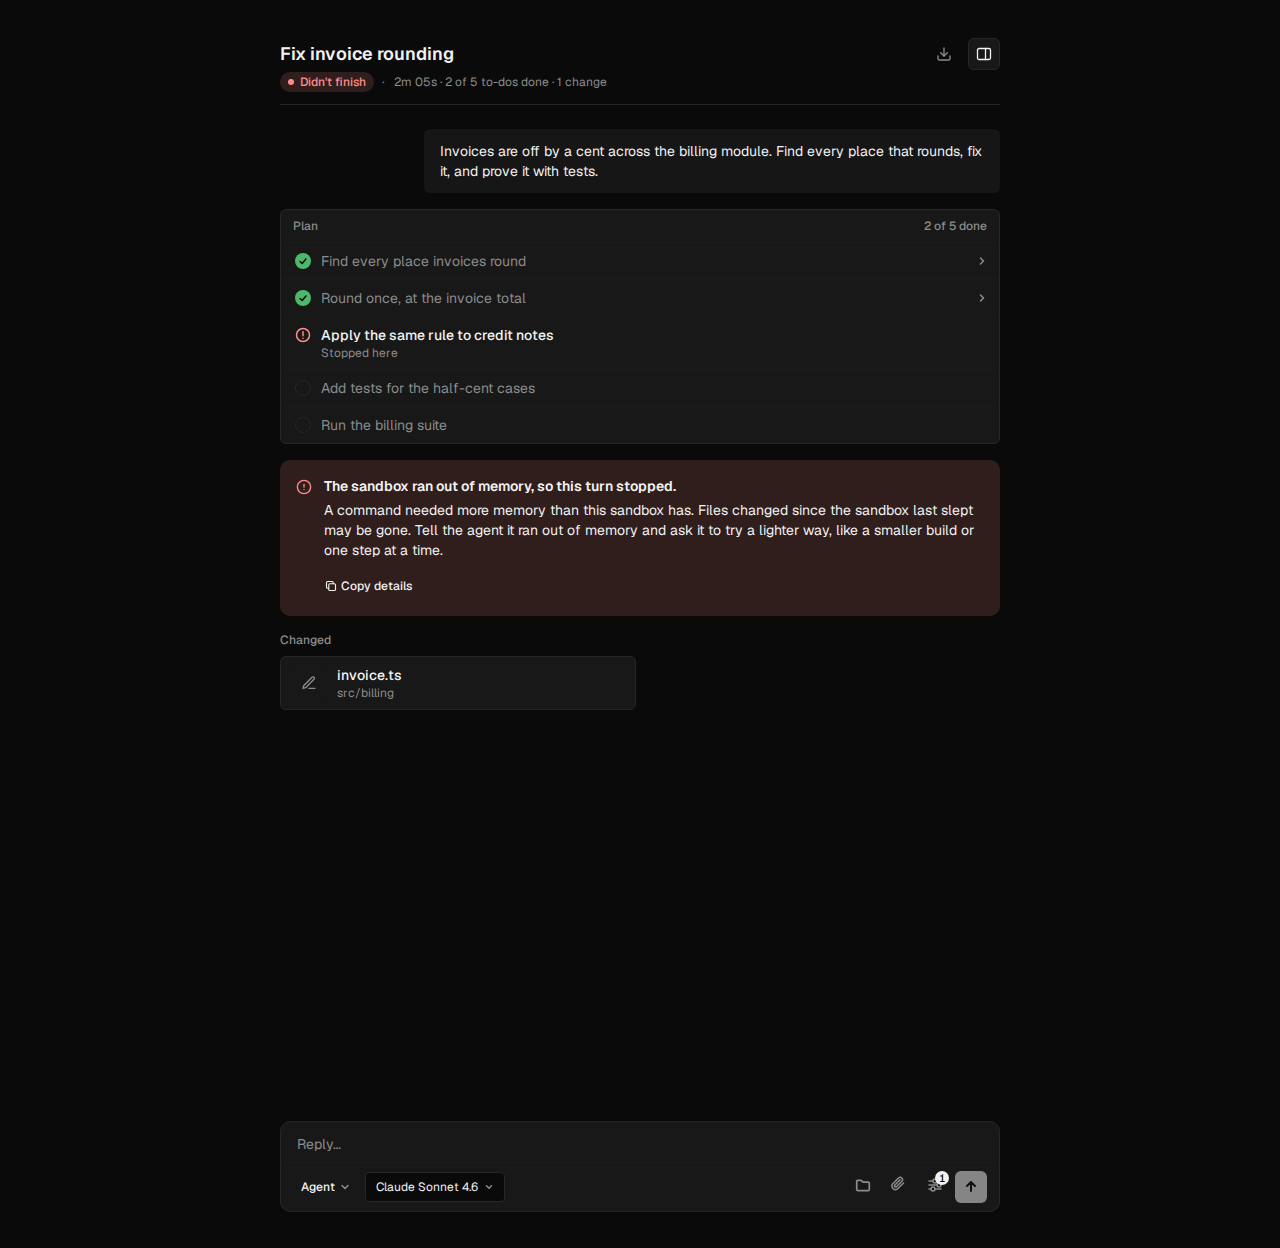 Fix invoice rounding
Didn't finish · 2m 05s · 2 of 5 to-dos done · 1 change
Invoices are off by a cent across the billing module. Find every place that rounds, fix
it, and prove it with tests.
Plan 2 of 5 done
Find every place invoices round
Round once, at the invoice total
Apply the same rule to credit notes
Stopped here
Add tests for the half-cent cases
Run the billing suite
The sandbox ran out of memory, so this turn stopped.
A command needed more memory than this sandbox has. Files changed since the sandbox last slept
may be gone. Tell the agent it ran out of memory and ask it to try a lighter way, like a smaller build or
one step at a time.
Copy details
Changed
invoice.ts
src/billing
Reply...
Agent Claude Sonnet 4.6 1